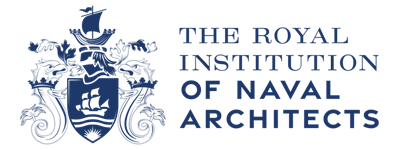 THE ROYAL
INSTITUTION
OF NAVAL
ARCHITECTS